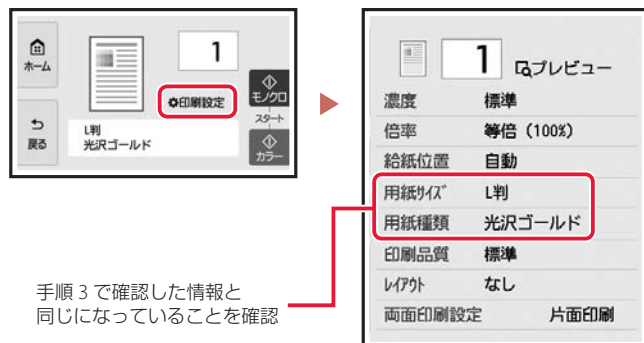 ホーム
1
印刷設定
モノクロ
スタート
カラー
戻る
L判
光沢ゴールド
1 プレビュー
濃度 標準
倍率 等倍（100%）
給紙位置 自動
用紙ｻｲｽﾞ L判
用紙種類 光沢ゴールド
印刷品質 標準
ﾚｲｱｳﾄ なし
両面印刷設定 片面印刷
手順 3 で確認した情報と
同じになっていることを確認